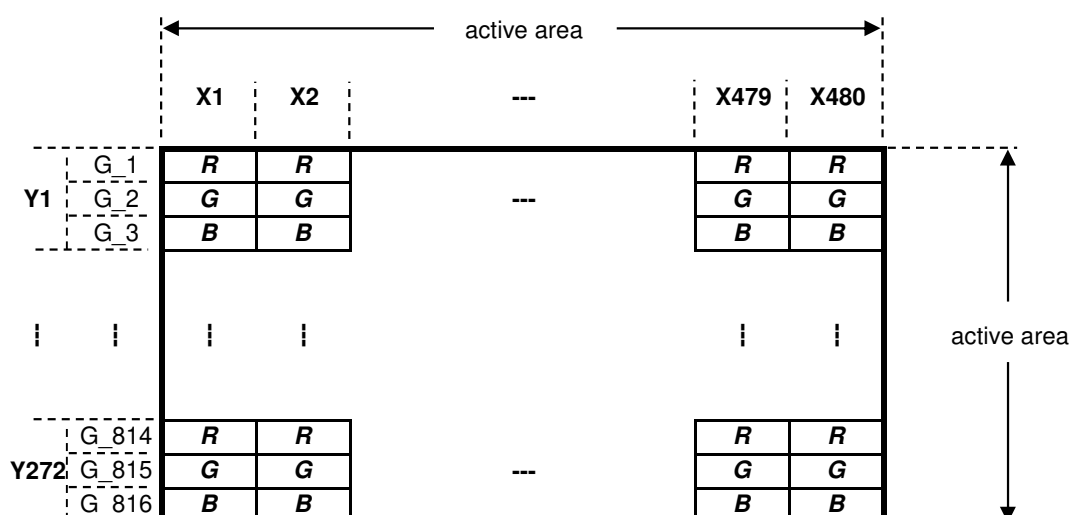 active area
X1 X2 --- X479 X480
G_1 R R R R
Y1 G_2 G G --- G G
G_3 B B B B
active area
G_814 R R R R
Y272 G_815 G G --- G G
G_816 B B B B